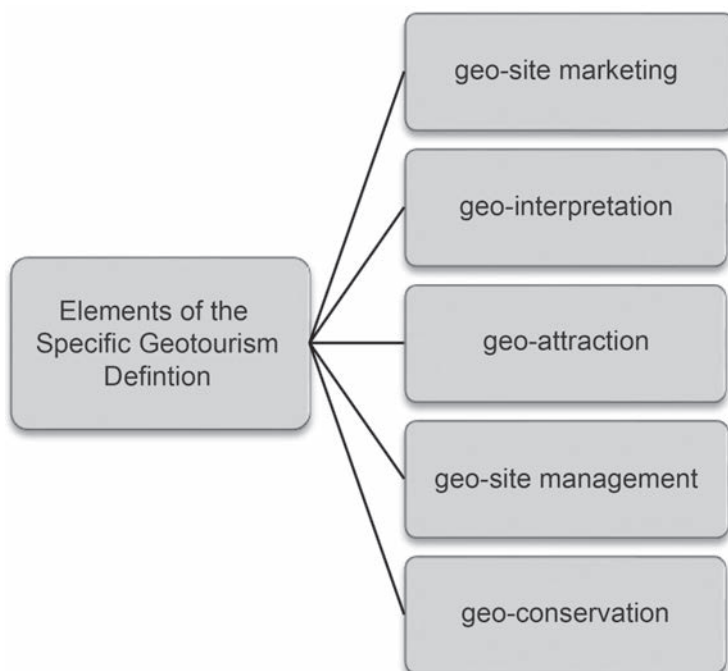 geo-site marketing
geo-interpretation
Elements of the
Specific Geotourism
Defintion
geo-attraction
geo-site management
geo-conservation